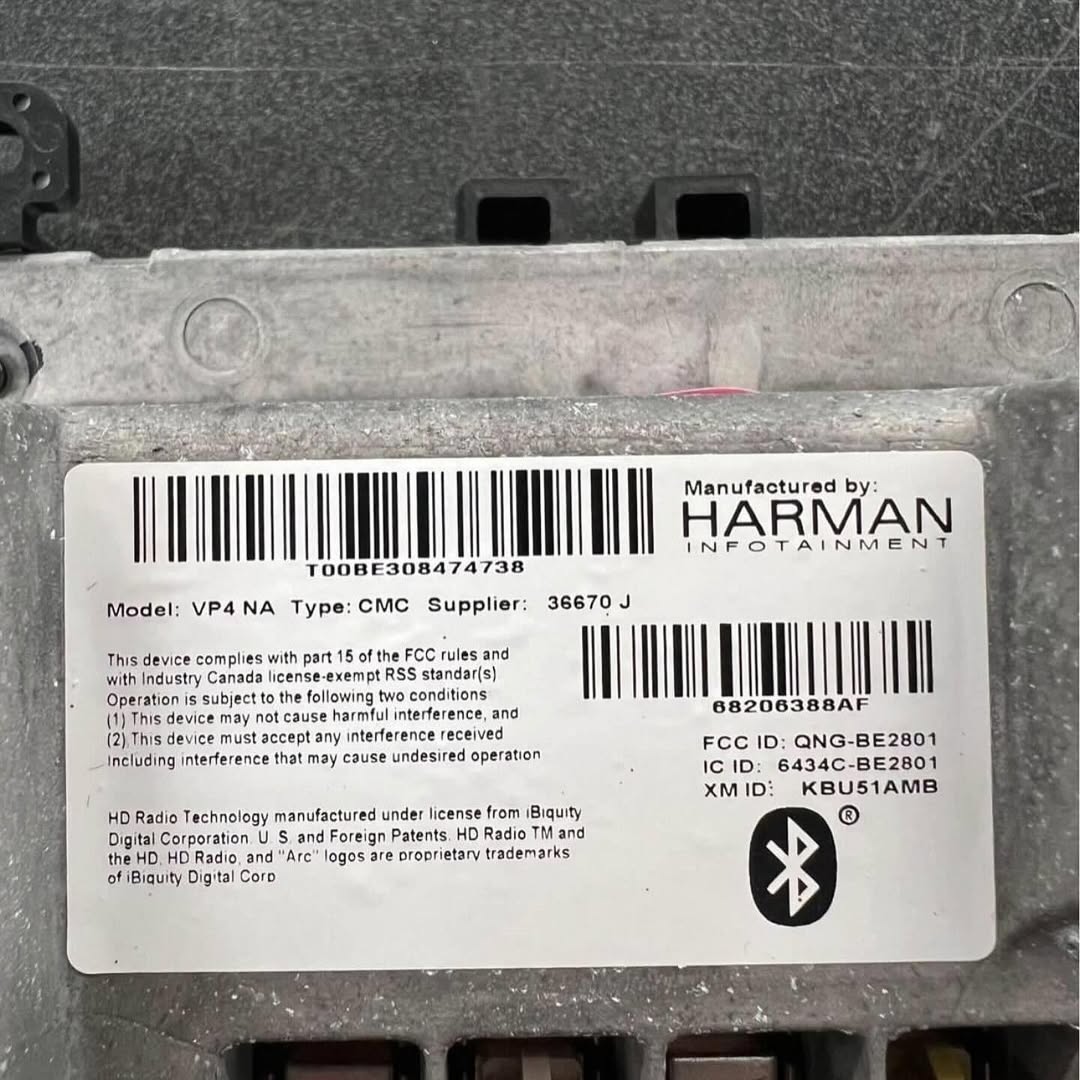 T00BE308474738
Manufactured by:
HARMAN
INFOTAINMENT
Model: VP4 NA Type: CMC Supplier: 36670 J
This device complies with part 15 of the FCC rules and
with Industry Canada license-exempt RSS standar(s)
Operation is subject to the following two conditions
(1) This device may not cause harmful interference, and
(2) This device must accept any interference received
Including interference that may cause undesired operation
68206388AF
FCC ID: QNG-BE2801
IC ID: 6434C-BE2801
XM ID: KBU51AMB
®
HD Radio Technology manufactured under license from iBiquity
Digital Corporation. U. S. and Foreign Patents. HD Radio TM and
the HD, HD Radio, and "Arc" logos are proprietary trademarks
of iBiquity Digital Corp